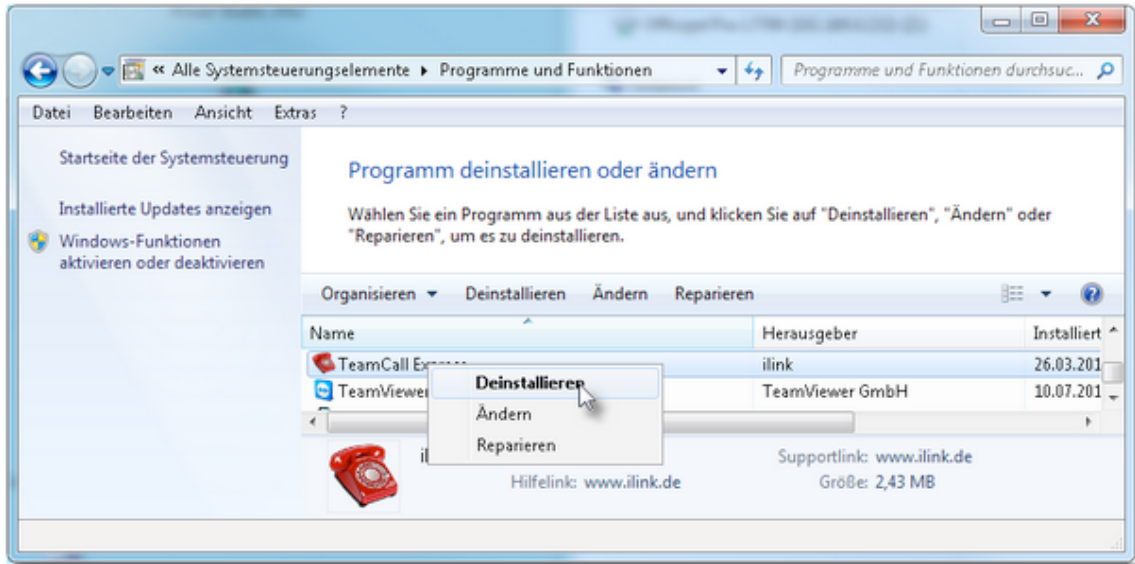 « Alle Systemsteuerungselemente ▸ Programme und Funktionen
Programme und Funktionen durchsuc...
Datei Bearbeiten Ansicht Extras ?
Startseite der Systemsteuerung
Installierte Updates anzeigen
Windows-Funktionen
aktivieren oder deaktivieren
Programm deinstallieren oder ändern
Wählen Sie ein Programm aus der Liste aus, und klicken Sie auf "Deinstallieren", "Ändern" oder
"Reparieren", um es zu deinstallieren.
Organisieren Deinstallieren Ändern Reparieren
Name Herausgeber Installiert
TeamCall ilink 26.03.201
TeamViewer TeamViewer GmbH 10.07.201
Deinstallieren
Ändern
Reparieren
Supportlink: www.ilink.de
Hilfelink: www.ilink.de Größe: 2,43 MB